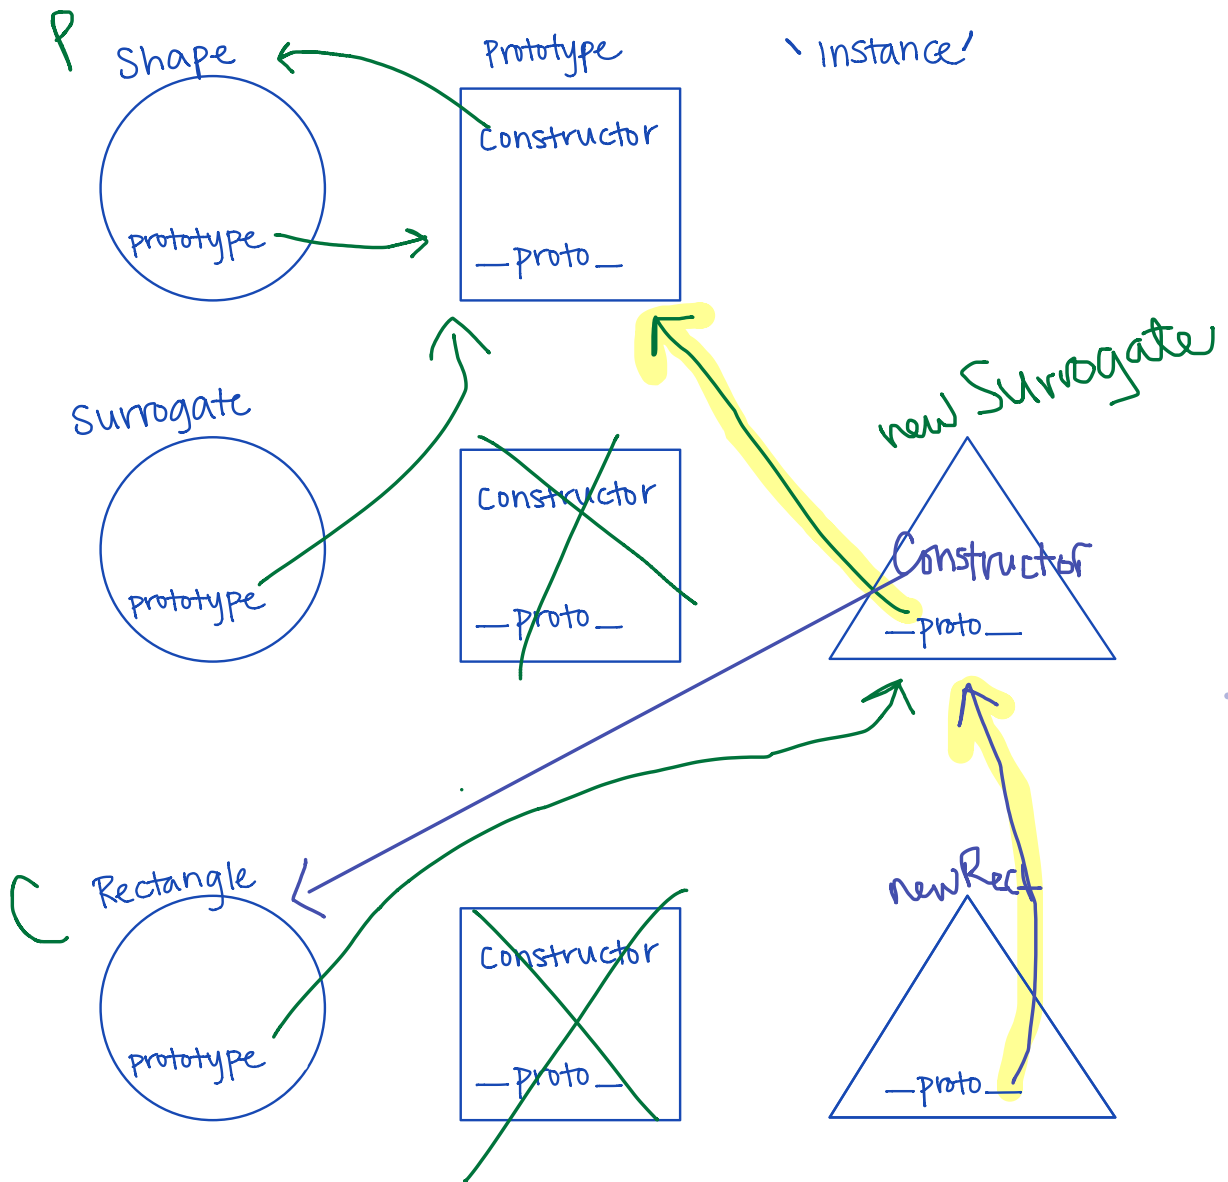 P
Shape
Prototype
'Instance'
Constructor
prototype
__proto__
Surrogate
new Surrogate
Constructor
Constructor
prototype
__proto__
__proto__
C
Rectangle
newRect
Constructor
prototype
__proto__
__proto__